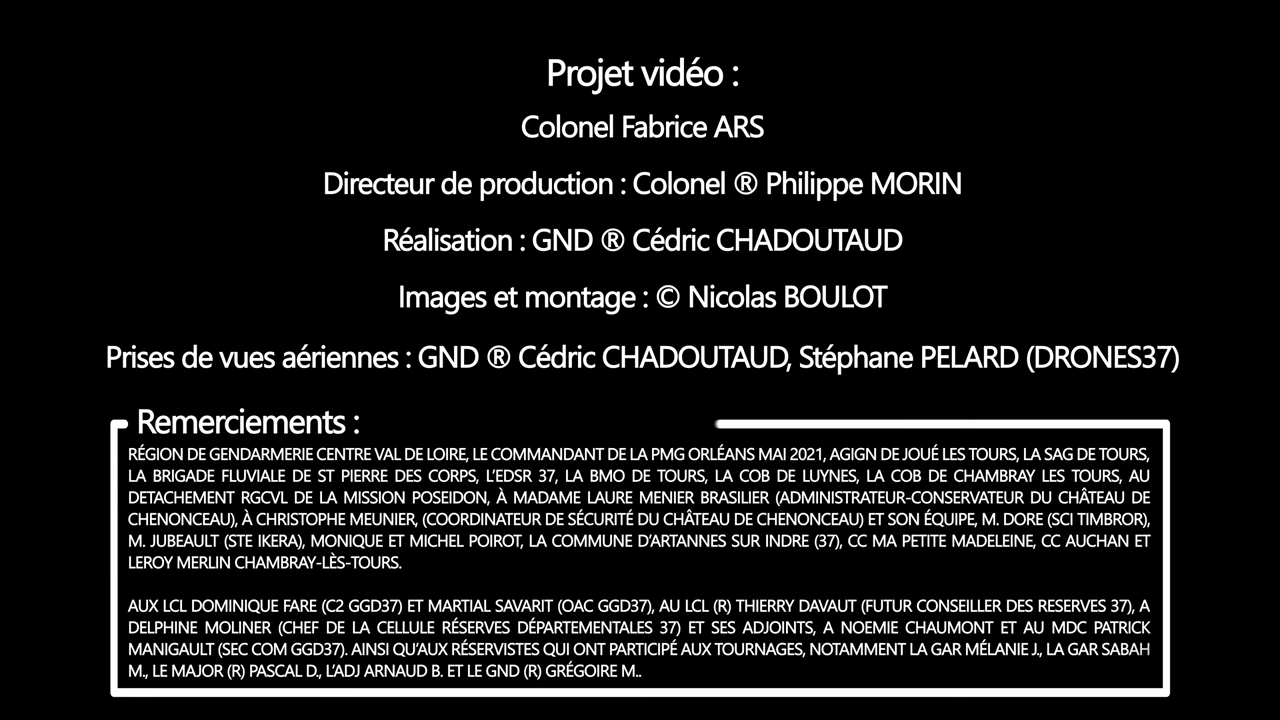 Projet vidéo :
Colonel Fabrice ARS
Directeur de production : Colonel ® Philippe MORIN
Réalisation : GND ® Cédric CHADOUTAUD
Images et montage : © Nicolas BOULOT
Prises de vues aériennes : GND ® Cédric CHADOUTAUD, Stéphane PELARD (DRONES37)
Remerciements :
RÉGION DE GENDARMERIE CENTRE VAL DE LOIRE, LE COMMANDANT DE LA PMG ORLÉANS MAI 2021, AGIGN DE JOUÉ LES TOURS, LA SAG DE TOURS,
LA BRIGADE FLUVIALE DE ST PIERRE DES CORPS, L'EDSR 37, LA BMO DE TOURS, LA COB DE LUYNES, LA COB DE CHAMBRAY LES TOURS, AU
DETACHEMENT RGCVL DE LA MISSION POSEIDON, À MADAME LAURE MENIER BRASILIER (ADMINISTRATEUR-CONSERVATEUR DU CHÂTEAU DE
CHENONCEAU), À CHRISTOPHE MEUNIER, (COORDINATEUR DE SÉCURITÉ DU CHÂTEAU DE CHENONCEAU) ET SON ÉQUIPE, M. DORE (SCI TIMBROR),
M. JUBEAULT (STE IKERA), MONIQUE ET MICHEL POIROT, LA COMMUNE D'ARTANNES SUR INDRE (37), CC MA PETITE MADELEINE, CC AUCHAN ET
LEROY MERLIN CHAMBRAY-LÈS-TOURS.
AUX LCL DOMINIQUE FARE (C2 GGD37) ET MARTIAL SAVARIT (OAC GGD37), AU LCL (R) THIERRY DAVAUT (FUTUR CONSEILLER DES RESERVES 37), A
DELPHINE MOLINER (CHEF DE LA CELLULE RÉSERVES DÉPARTEMENTALES 37) ET SES ADJOINTS, A NOEMIE CHAUMONT ET AU MDC PATRICK
MANIGAULT (SEC COM GGD37). AINSI QU'AUX RÉSERVISTES QUI ONT PARTICIPÉ AUX TOURNAGES, NOTAMMENT LA GAR MÉLANIE J., LA GAR SABAH
M., LE MAJOR (R) PASCAL D., L'ADJ ARNAUD B. ET LE GND (R) GRÉGOIRE M..